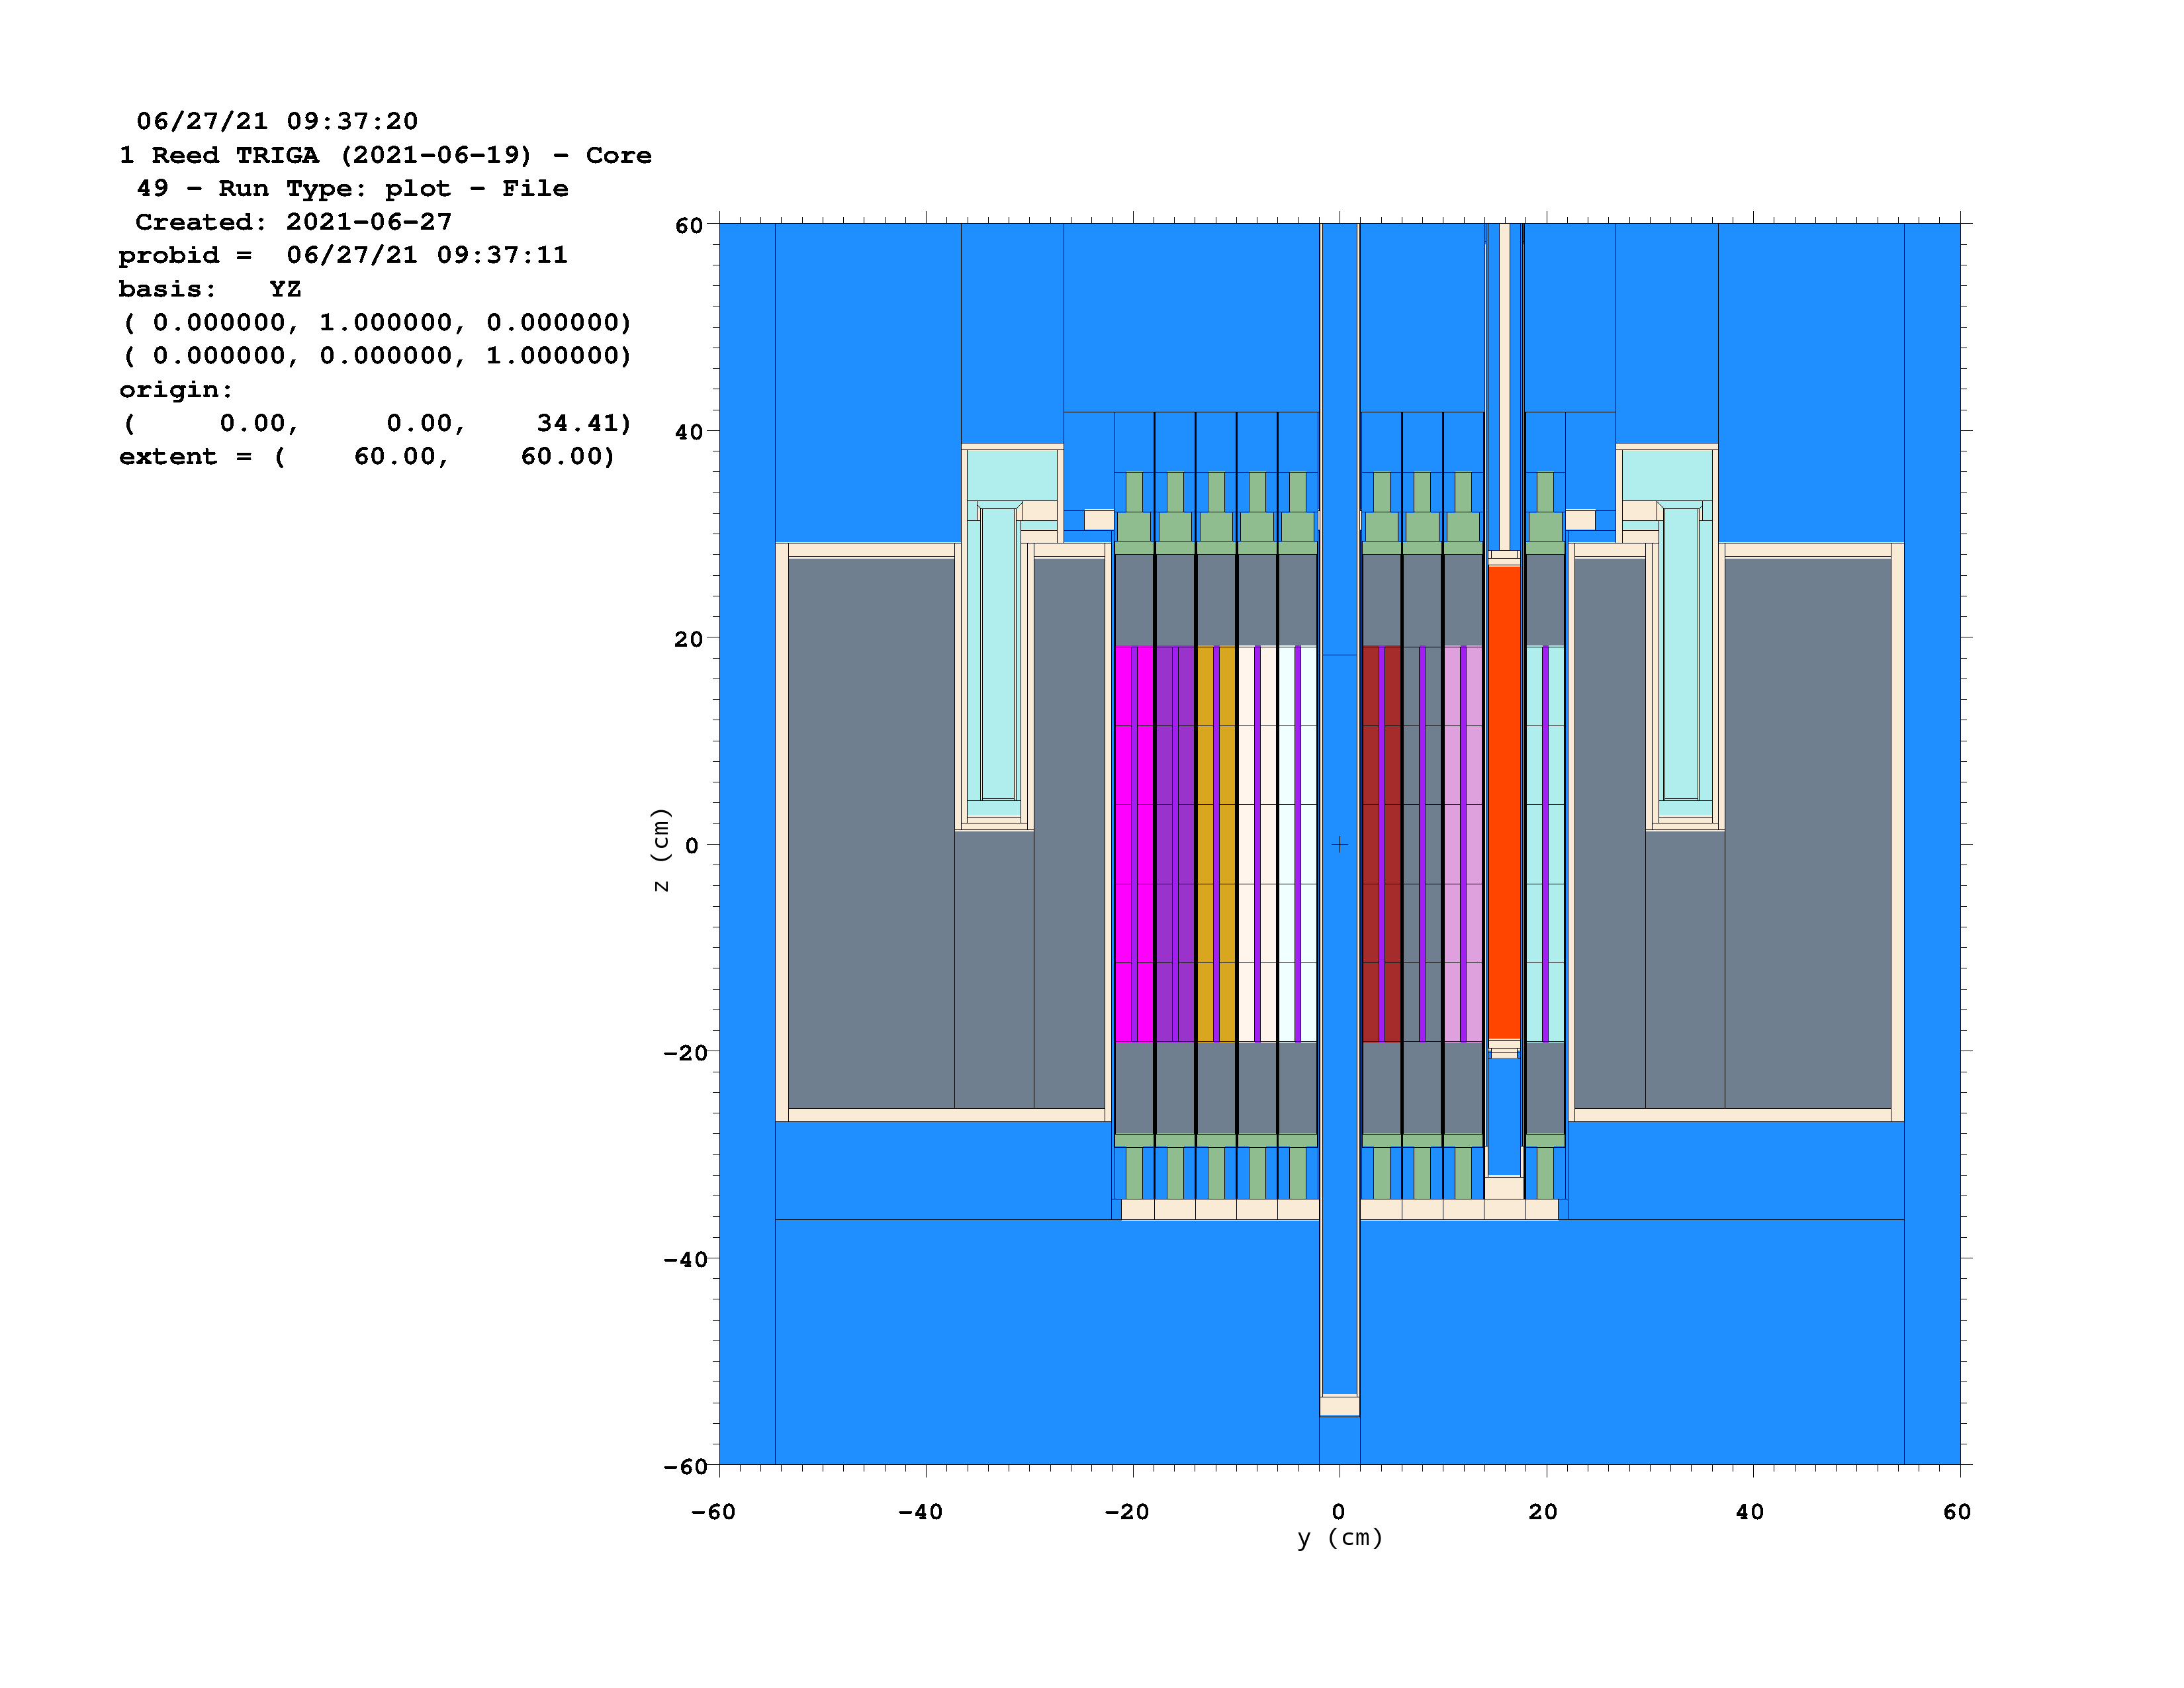 06/27/21 09:37:20
1 Reed TRIGA (2021-06-19) - Core
49 - Run Type: plot - File
Created: 2021-06-27
probid =  06/27/21 09:37:11
basis:   YZ
( 0.000000, 1.000000, 0.000000)
( 0.000000, 0.000000, 1.000000)
origin:
(     0.00,     0.00,    34.41)
extent = (    60.00,    60.00)
60
40
20
0
-20
-40
-60
z (cm)
-60 -40 -20 0 20 40 60
y (cm)